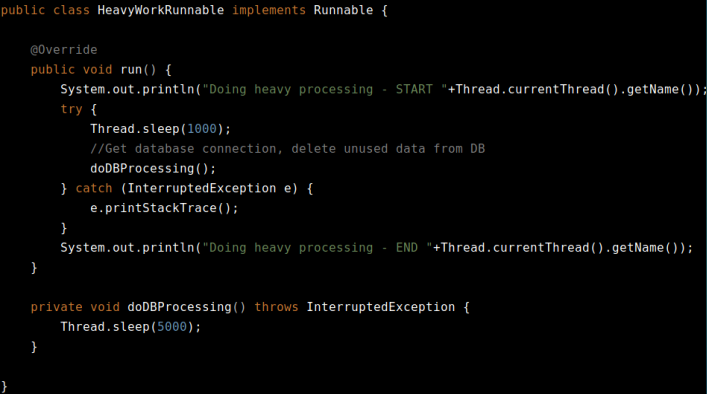 public class HeavyWorkRunnable implements Runnable {
@Override
public void run() {
System.out.println("Doing heavy processing - START "+Thread.currentThread().getName());
try {
Thread.sleep(1000);
//Get database connection, delete unused data from DB
doDBProcessing();
} catch (InterruptedException e) {
e.printStackTrace();
}
System.out.println("Doing heavy processing - END "+Thread.currentThread().getName());
}
private void doDBProcessing() throws InterruptedException {
Thread.sleep(5000);
}
}